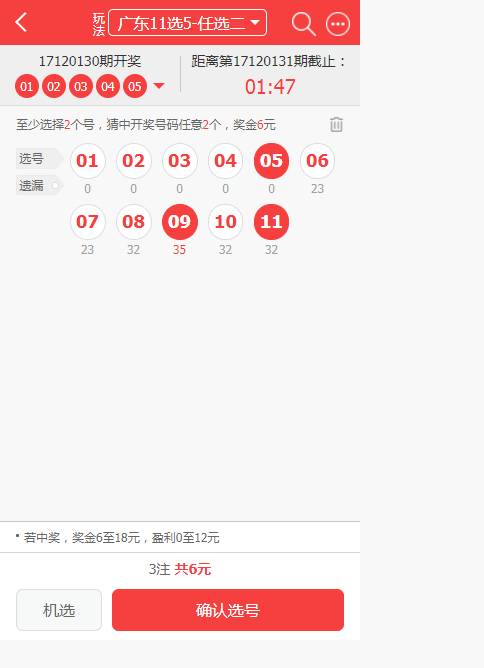 玩法 广东11选5-任选二
17120130期开奖
01 02 03 04 05
距离第17120131期截止：
01:47
至少选择2个号，猜中开奖号码任意2个，奖金6元
选号 01 02 03 04 05 06
遗漏 0 0 0 0 0 23
07 08 09 10 11
23 32 35 32 32
• 若中奖，奖金6至18元，盈利0至12元
3注 共6元
机选 确认选号